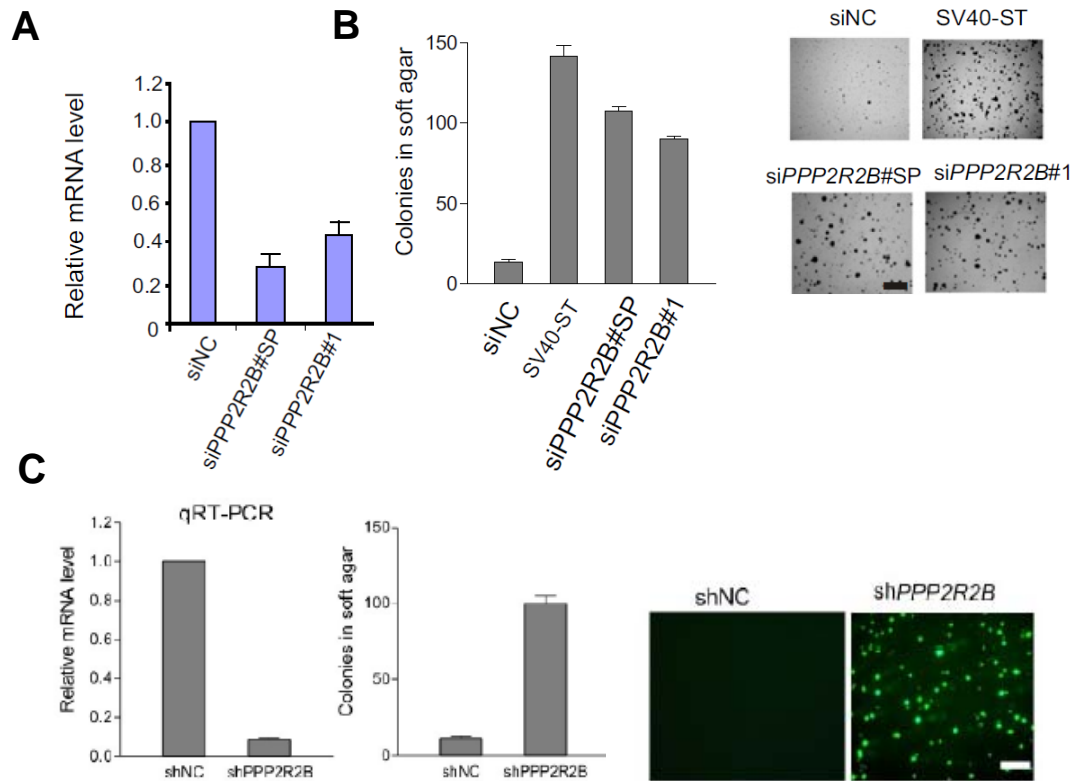 A
Relative mRNA level
1.2
1.0
0.8
0.6
0.4
0.2
0
siNC
siPPP2R2B#SP
siPPP2R2B#1
B
Colonies in soft agar
150
100
50
0
siNC
SV40-ST
siPPP2R2B#SP
siPPP2R2B#1
siNC
SV40-ST
siPPP2R2B#SP
siPPP2R2B#1
C
qRT-PCR
Relative mRNA level
1.2
1.0
0.8
0.6
0.4
0.2
0.0
shNC
shPPP2R2B
Colonies in soft agar
150
100
50
0
shNC
shPPP2R2B
shNC
shPPP2R2B